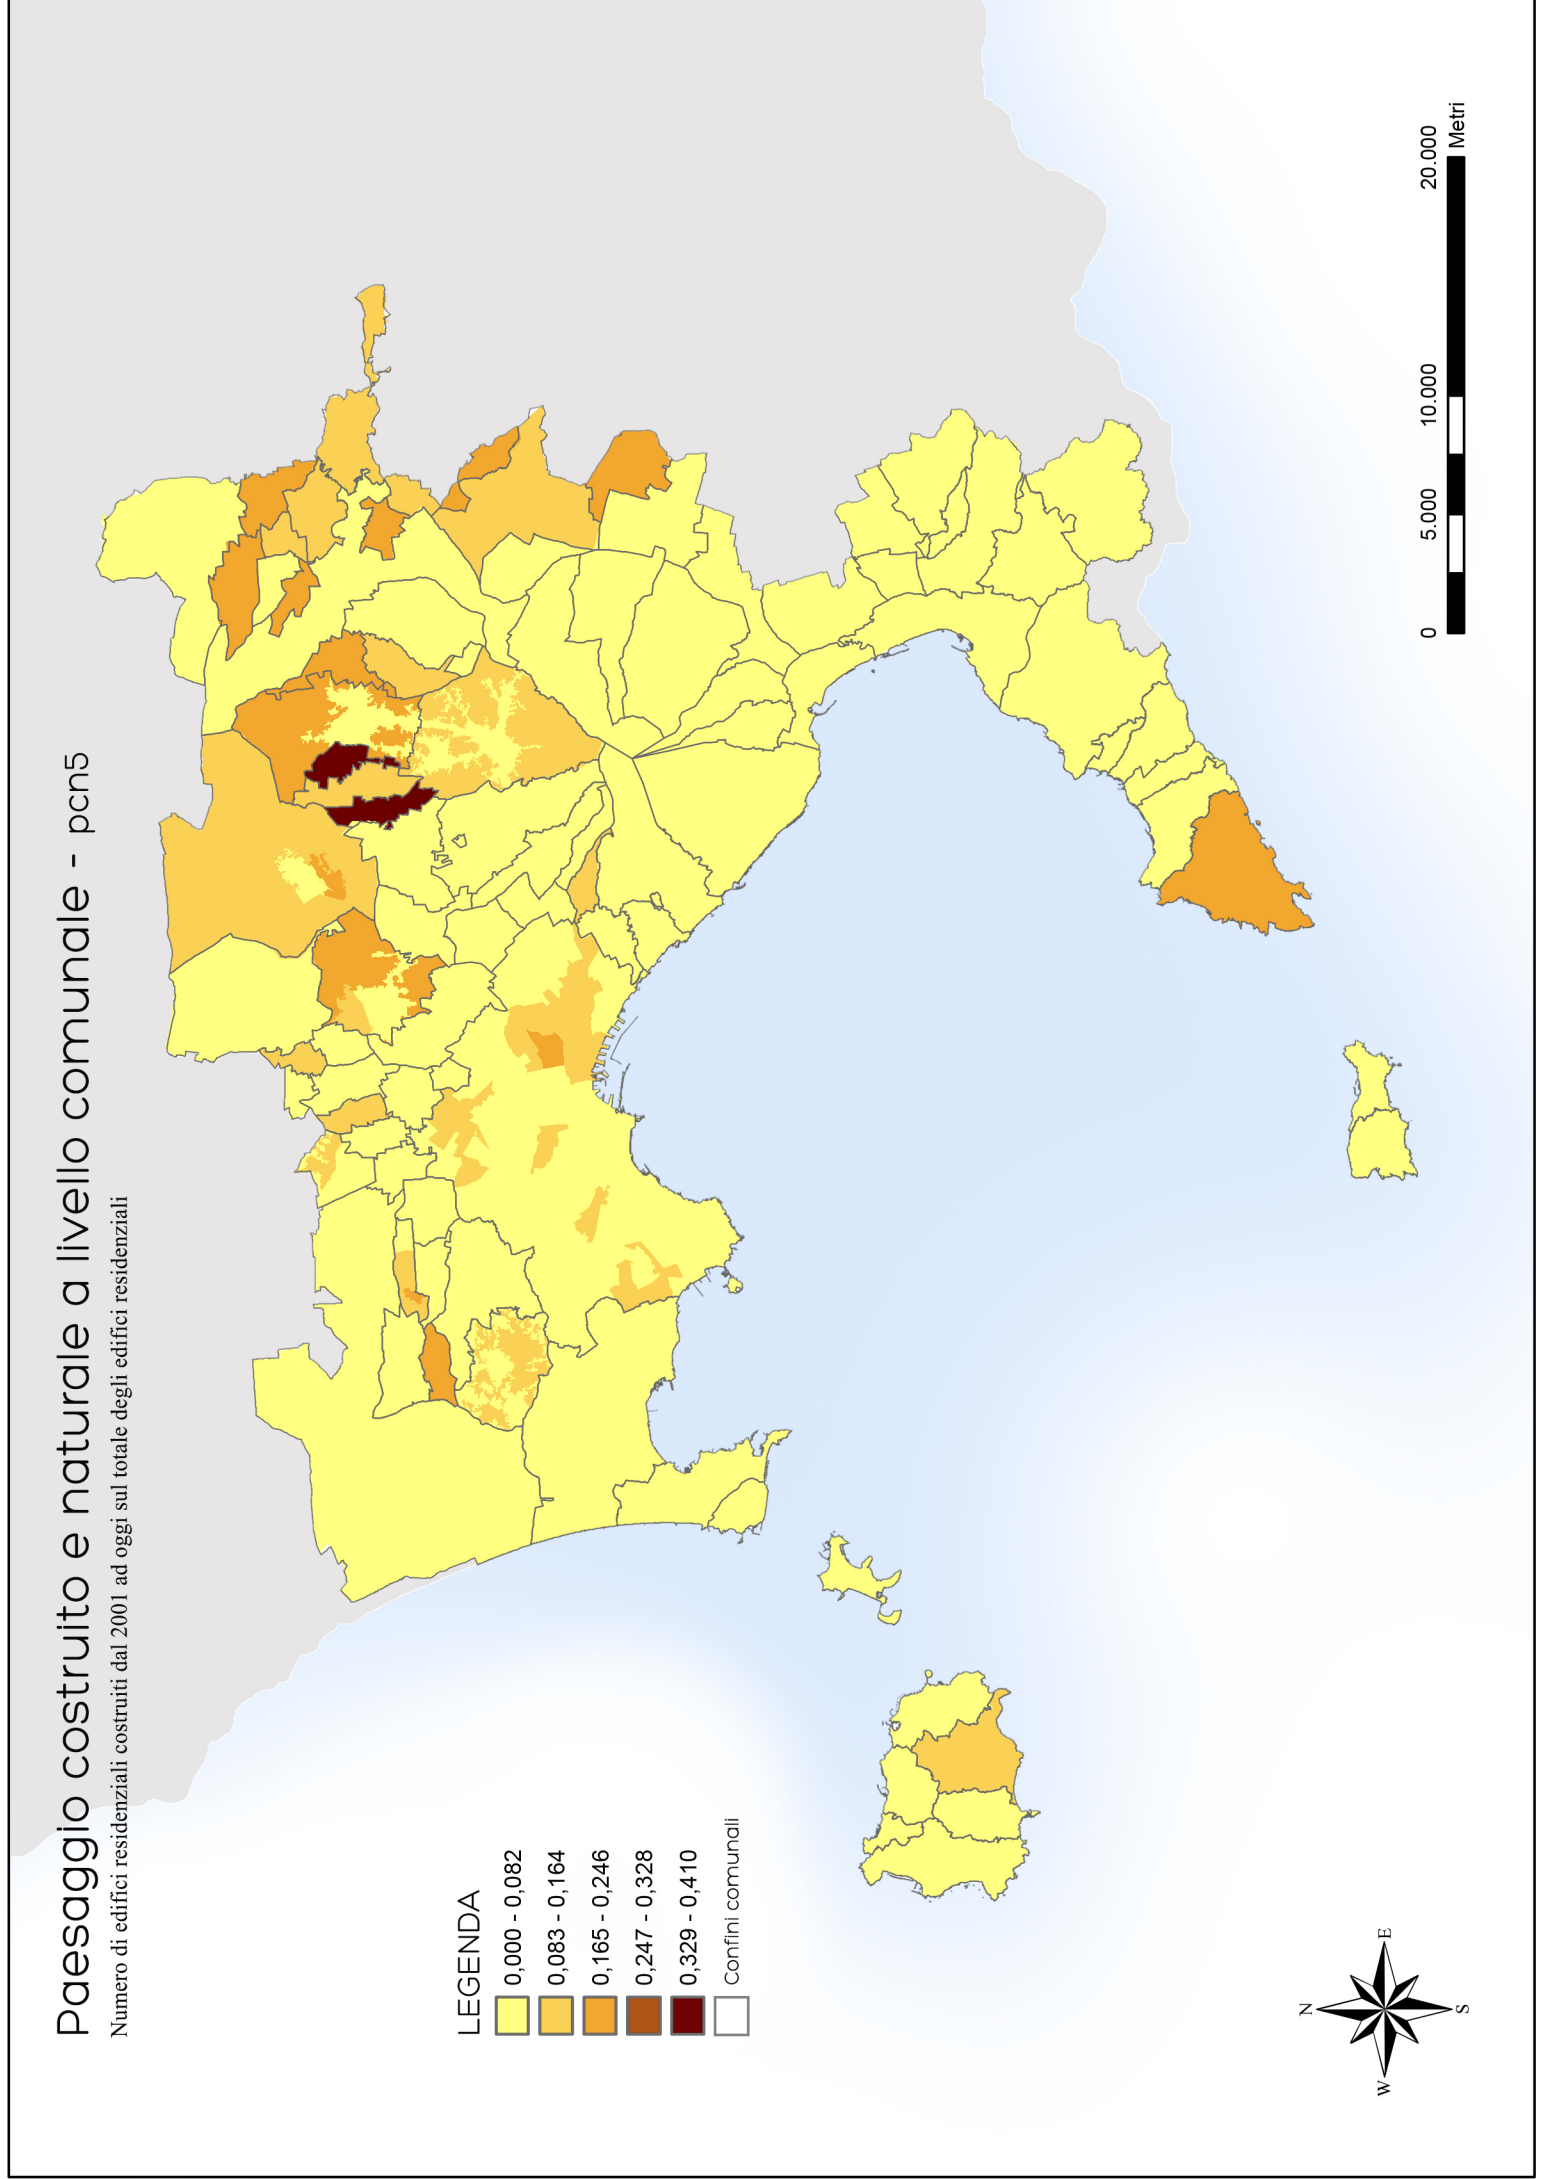 Paesaggio costruito e naturale a livello comunale - pcn5
Numero di edifici residenziali costruiti dal 2001 ad oggi sul totale degli edifici residenziali
LEGENDA
0,000 - 0,082
0,083 - 0,164
0,165 - 0,246
0,247 - 0,328
0,329 - 0,410
Confini comunali
N
W
E
S
0
5.000
10.000
20.000
Metri